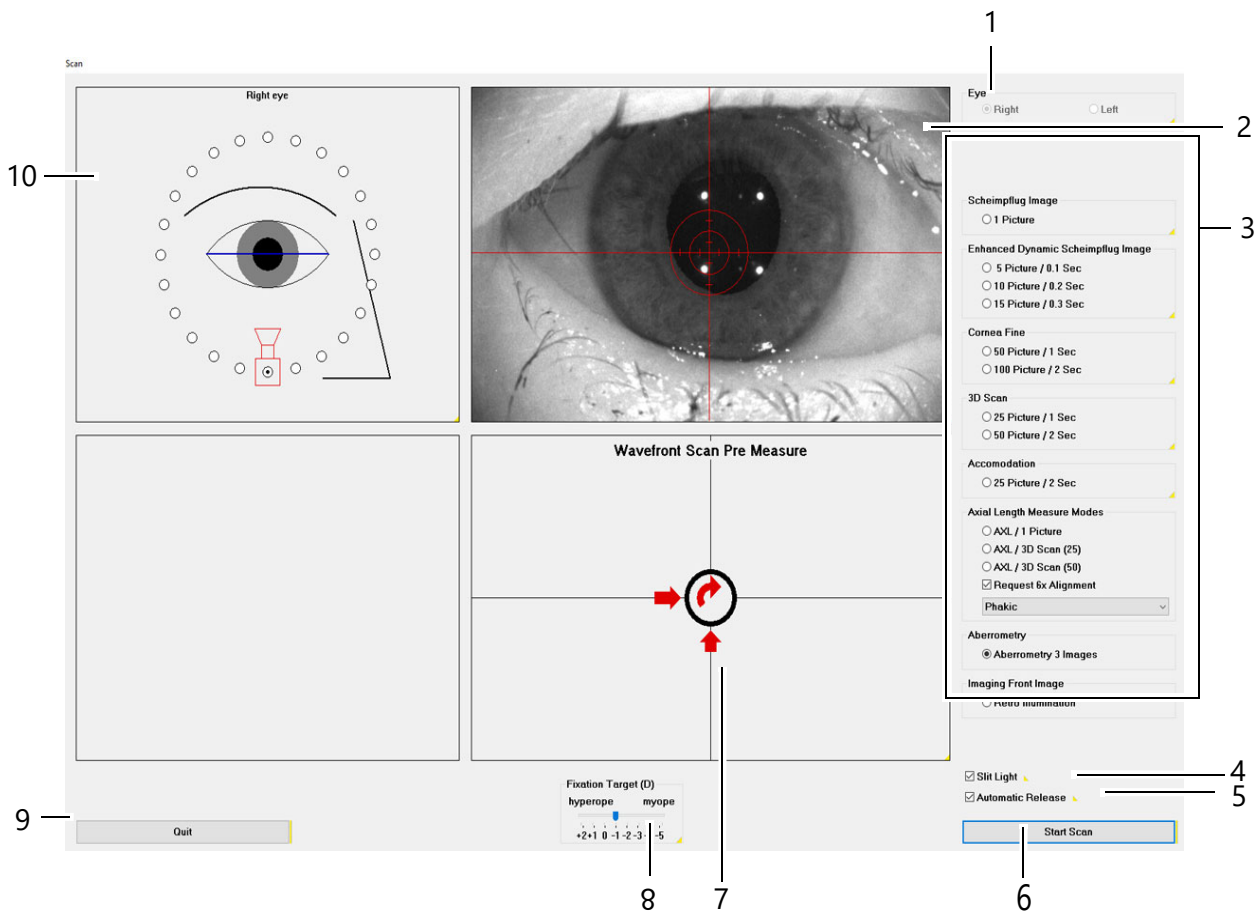 Scan
Right eye
Wavefront Scan Pre Measure
Fixation Target (D)
hyperope myope
+2+1 0 -1 -2 -3 -5
Quit
Eye
Right Left
Scheimpflug Image
1 Picture
Enhanced Dynamic Scheimpflug Image
5 Picture / 0.1 Sec
10 Picture / 0.2 Sec
15 Picture / 0.3 Sec
Cornea Fine
50 Picture / 1 Sec
100 Picture / 2 Sec
3D Scan
25 Picture / 1 Sec
50 Picture / 2 Sec
Accomodation
25 Picture / 2 Sec
Axial Length Measure Modes
AXL / 1 Picture
AXL / 3D Scan (25)
AXL / 3D Scan (50)
Request 6x Alignment
Phakic
Aberrometry
Aberrometry 3 Images
Imaging Front Image
Retro Illumination
Slit Light
Automatic Release
Start Scan
1
2
3
4
5
6
7
8
9
10